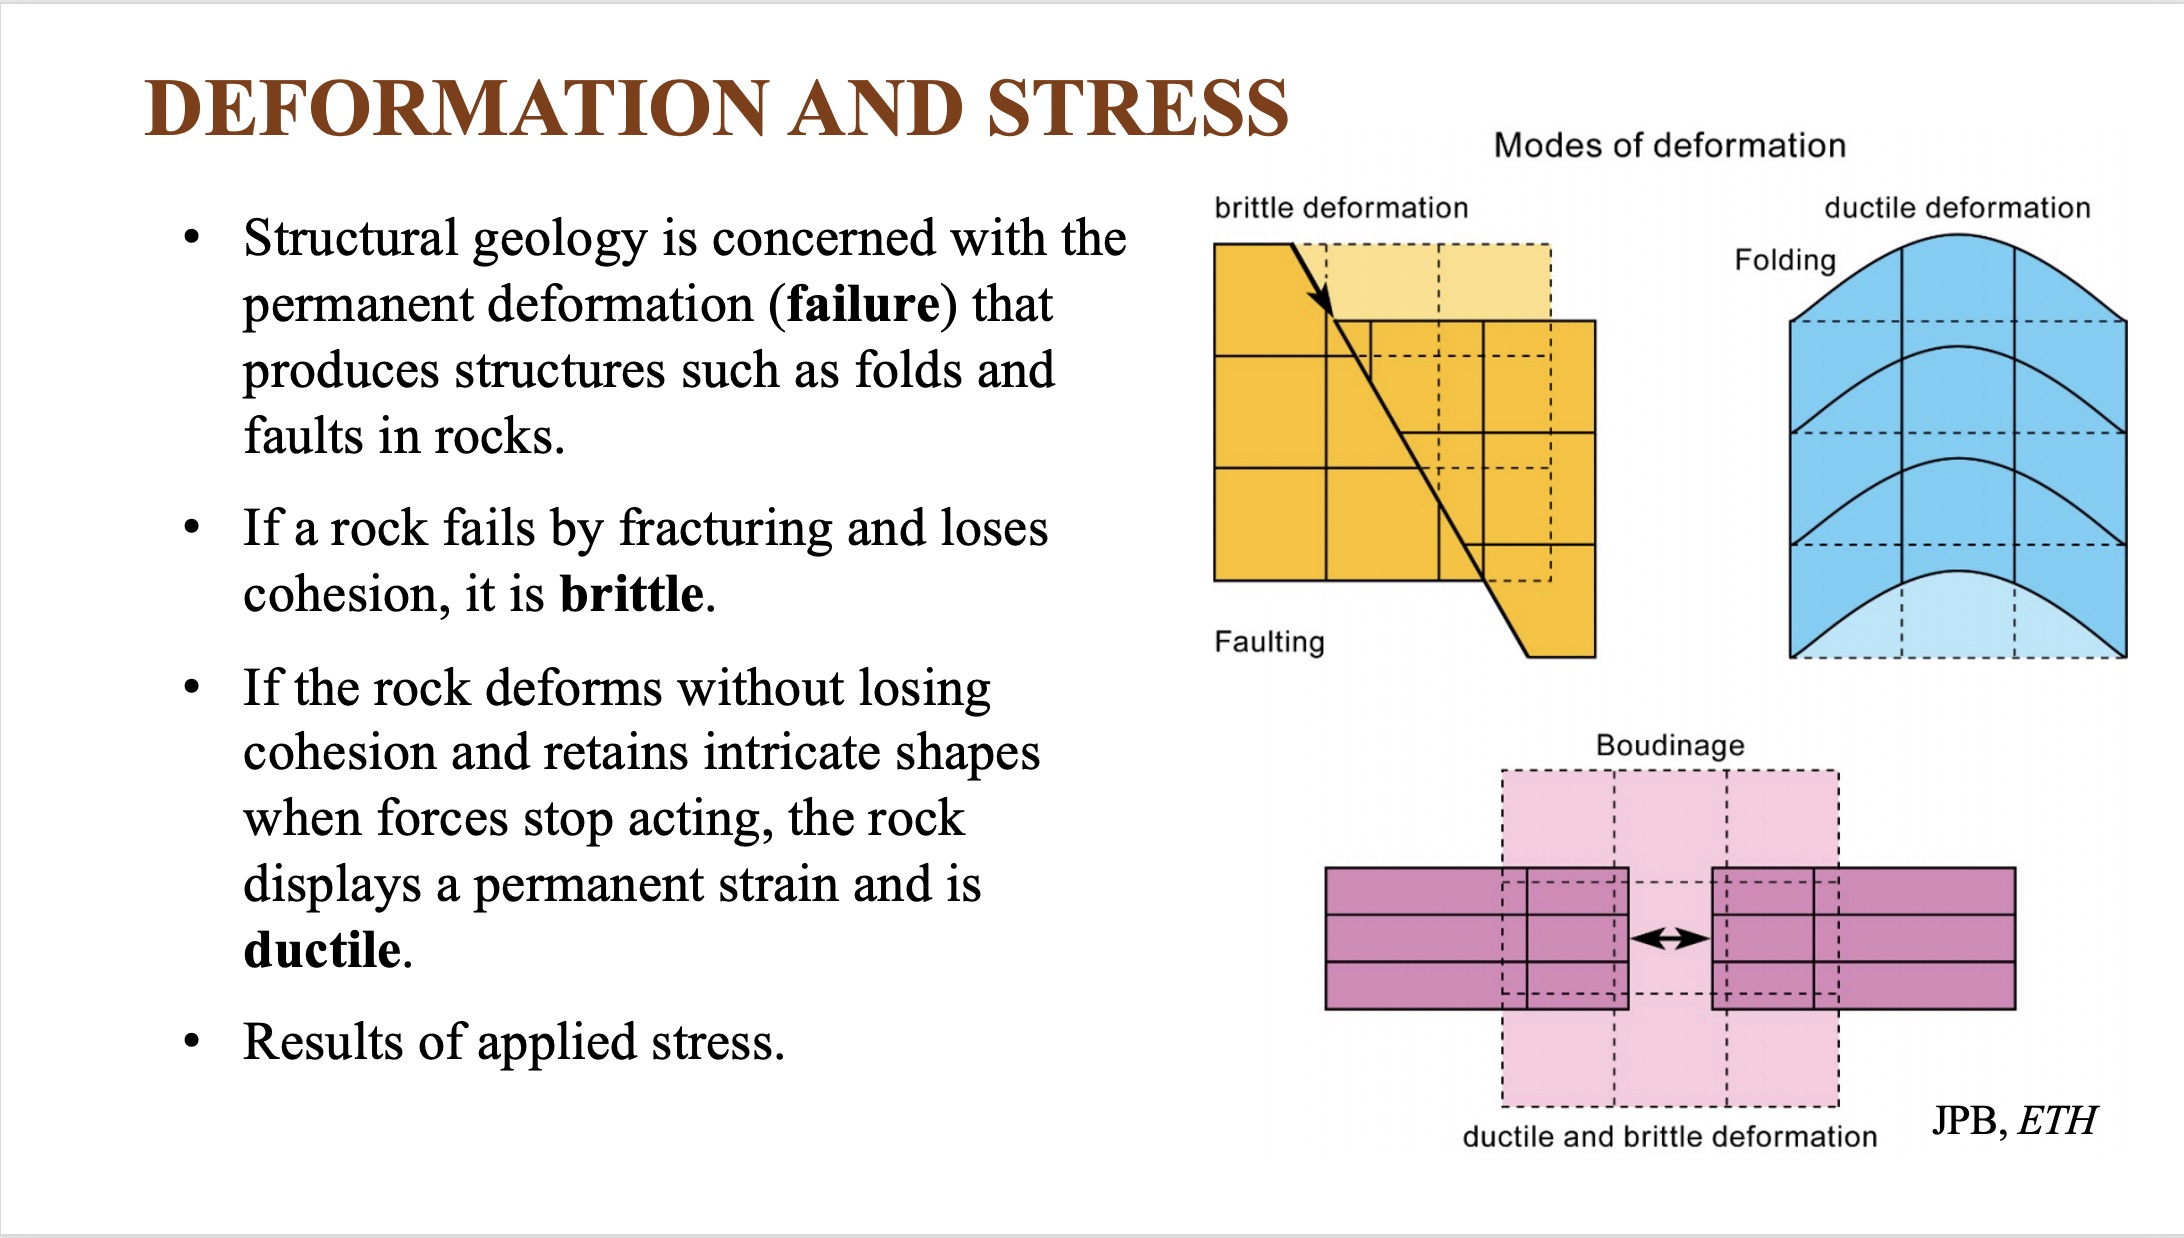 DEFORMATION AND STRESS
• Structural geology is concerned with the
permanent deformation (failure) that
produces structures such as folds and
faults in rocks.
• If a rock fails by fracturing and loses
cohesion, it is brittle.
• If the rock deforms without losing
cohesion and retains intricate shapes
when forces stop acting, the rock
displays a permanent strain and is
ductile.
• Results of applied stress.
Modes of deformation
brittle deformation
ductile deformation
Folding
Faulting
Boudinage
ductile and brittle deformation
JPB, ETH